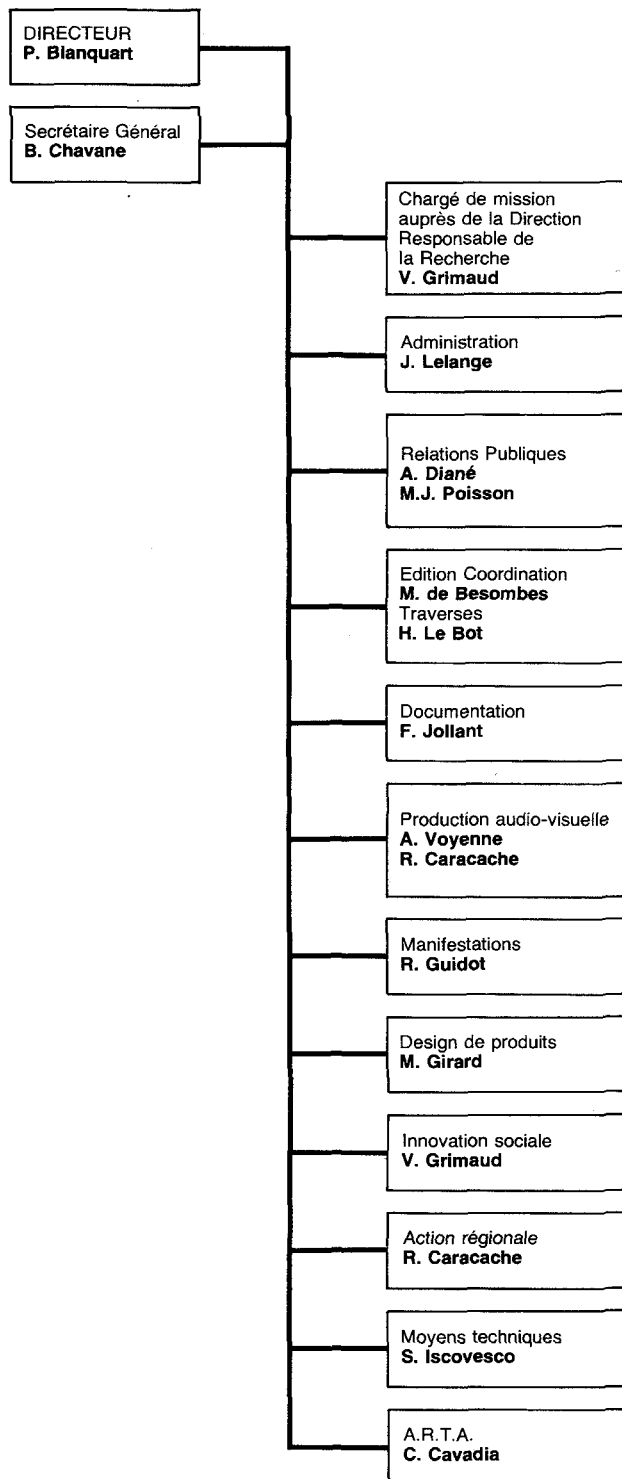 DIRECTEUR
P. Blanquart
Secrétaire Général
B. Chavane
Chargé de mission
auprès de la Direction
Responsable de
la Recherche
V. Grimaud
Administration
J. Lelange
Relations Publiques
A. Diané
M.J. Poisson
Edition Coordination
M. de Besombes
Traverses
H. Le Bot
Documentation
F. Jollant
Production audio-visuelle
A. Voyenne
R. Caracache
Manifestations
R. Guidot
Design de produits
M. Girard
Innovation sociale
V. Grimaud
Action régionale
R. Caracache
Moyens techniques
S. Iscovesco
A.R.T.A.
C. Cavadia